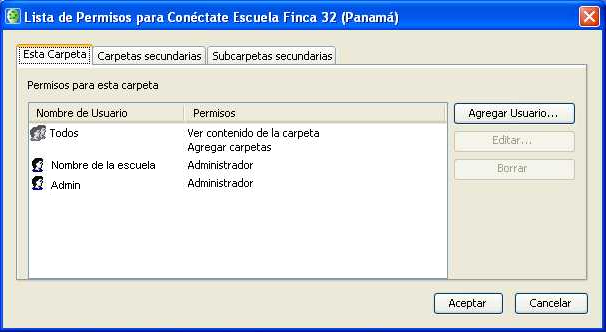 Lista de Permisos para Conéctate Escuela Finca 32 (Panamá)
Esta Carpeta Carpetas secundarias Subcarpetas secundarias
Permisos para esta carpeta
Nombre de Usuario Permisos
Todos Ver contenido de la carpeta
Agregar carpetas
Nombre de la escuela Administrador
Admin Administrador
Agregar Usuario...
Editar...
Borrar
Aceptar Cancelar